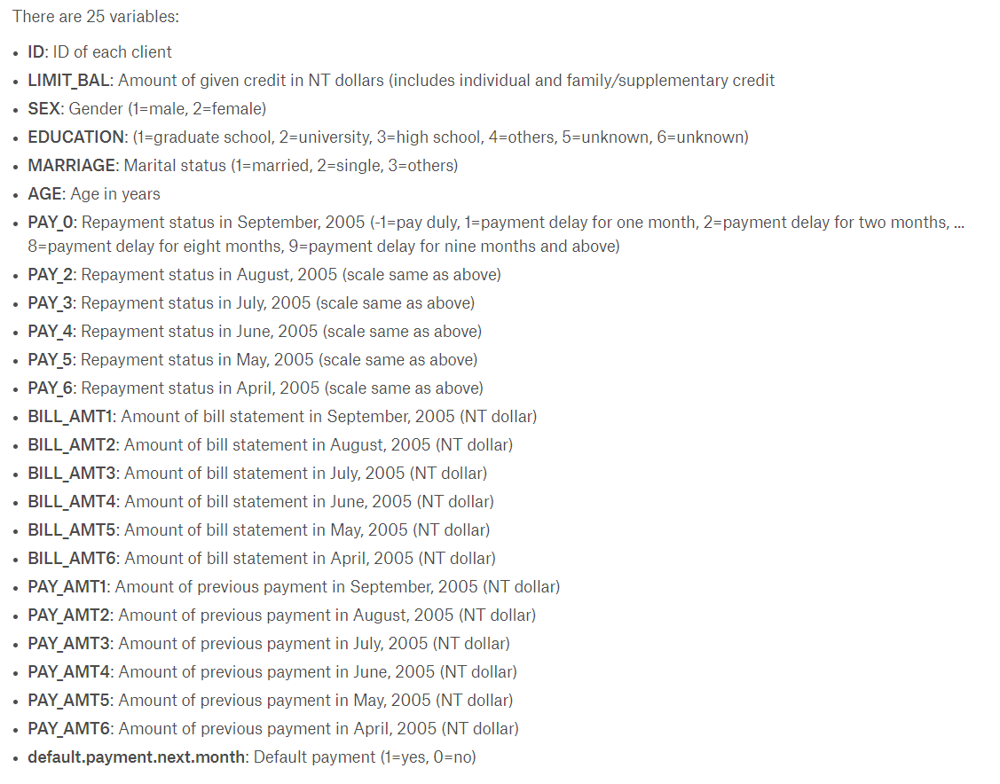 There are 25 variables:
• ID: ID of each client
• LIMIT_BAL: Amount of given credit in NT dollars (includes individual and family/supplementary credit
• SEX: Gender (1=male, 2=female)
• EDUCATION: (1=graduate school, 2=university, 3=high school, 4=others, 5=unknown, 6=unknown)
• MARRIAGE: Marital status (1=married, 2=single, 3=others)
• AGE: Age in years
• PAY_0: Repayment status in September, 2005 (-1=pay duly, 1=payment delay for one month, 2=payment delay for two months, ...
8=payment delay for eight months, 9=payment delay for nine months and above)
• PAY_2: Repayment status in August, 2005 (scale same as above)
• PAY_3: Repayment status in July, 2005 (scale same as above)
• PAY_4: Repayment status in June, 2005 (scale same as above)
• PAY_5: Repayment status in May, 2005 (scale same as above)
• PAY_6: Repayment status in April, 2005 (scale same as above)
• BILL_AMT1: Amount of bill statement in September, 2005 (NT dollar)
• BILL_AMT2: Amount of bill statement in August, 2005 (NT dollar)
• BILL_AMT3: Amount of bill statement in July, 2005 (NT dollar)
• BILL_AMT4: Amount of bill statement in June, 2005 (NT dollar)
• BILL_AMT5: Amount of bill statement in May, 2005 (NT dollar)
• BILL_AMT6: Amount of bill statement in April, 2005 (NT dollar)
• PAY_AMT1: Amount of previous payment in September, 2005 (NT dollar)
• PAY_AMT2: Amount of previous payment in August, 2005 (NT dollar)
• PAY_AMT3: Amount of previous payment in July, 2005 (NT dollar)
• PAY_AMT4: Amount of previous payment in June, 2005 (NT dollar)
• PAY_AMT5: Amount of previous payment in May, 2005 (NT dollar)
• PAY_AMT6: Amount of previous payment in April, 2005 (NT dollar)
• default.payment.next.month: Default payment (1=yes, 0=no)